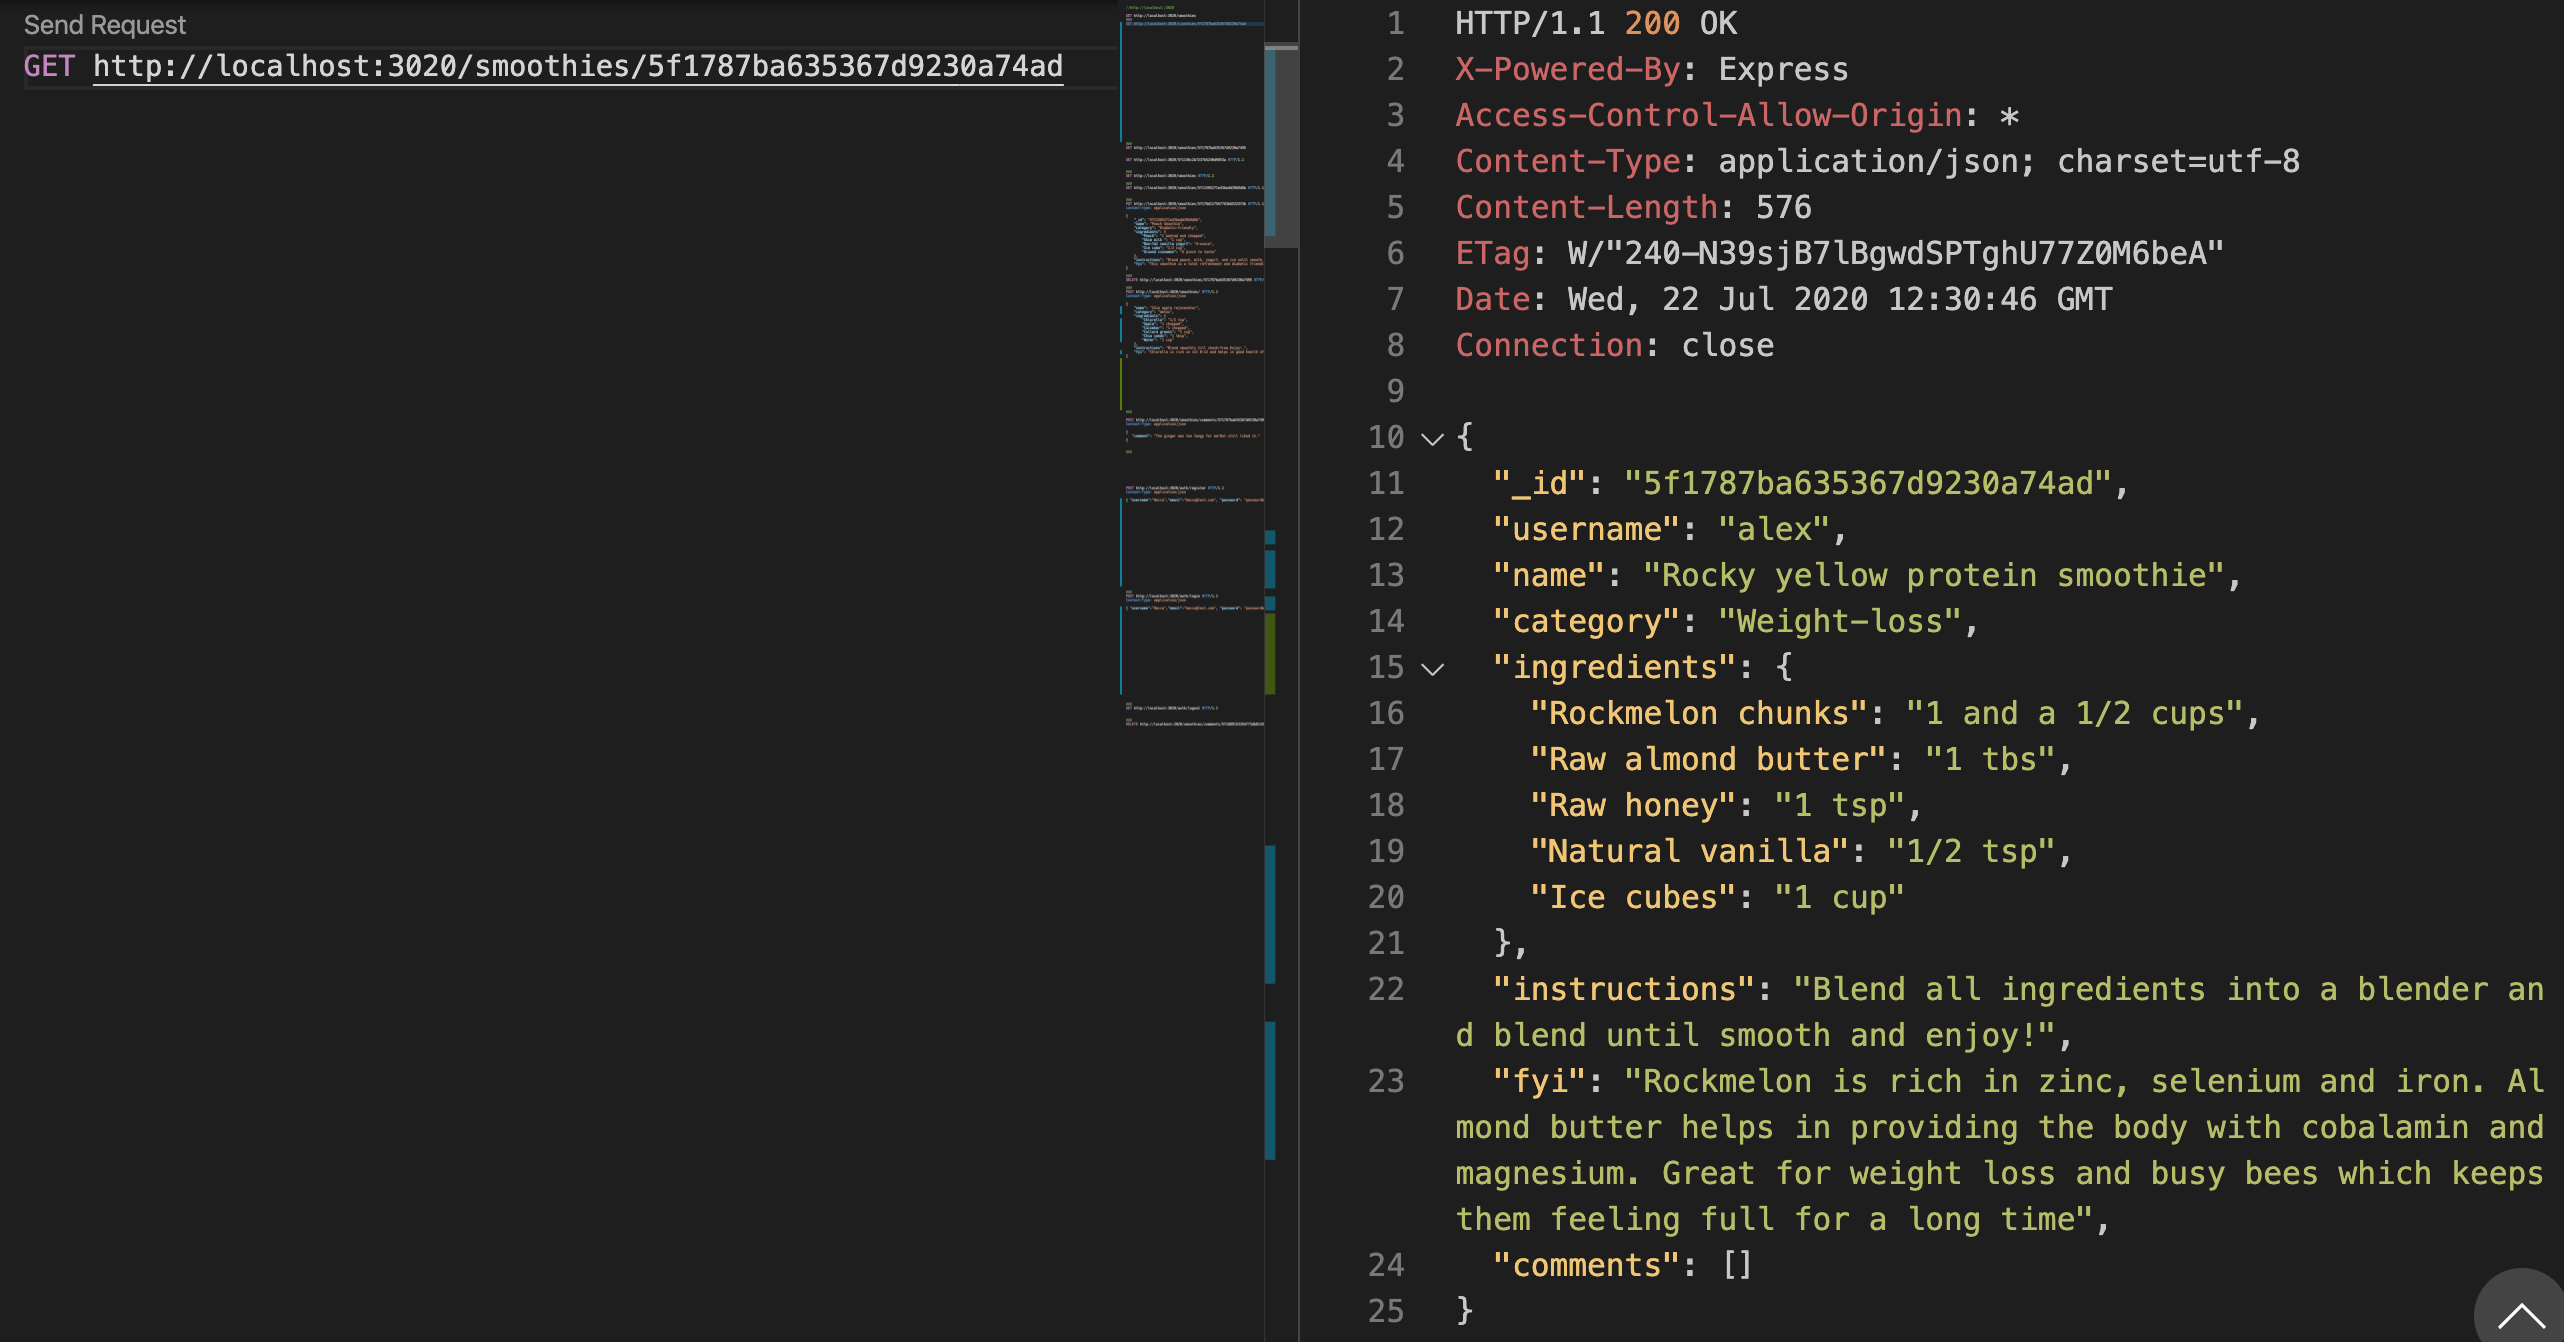 Send Request
GET http://localhost:3020/smoothies/5f1787ba635367d9230a74ad
1 HTTP/1.1 200 OK
2 X-Powered-By: Express
3 Access-Control-Allow-Origin: *
4 Content-Type: application/json; charset=utf-8
5 Content-Length: 576
6 ETag: W/"240-N39sjB7lBgwdSPTghU77Z0M6beA"
7 Date: Wed, 22 Jul 2020 12:30:46 GMT
8 Connection: close
9
10 {
11 "_id": "5f1787ba635367d9230a74ad",
12 "username": "alex",
13 "name": "Rocky yellow protein smoothie",
14 "category": "Weight-loss",
15 "ingredients": {
16 "Rockmelon chunks": "1 and a 1/2 cups",
17 "Raw almond butter": "1 tbs",
18 "Raw honey": "1 tsp",
19 "Natural vanilla": "1/2 tsp",
20 "Ice cubes": "1 cup"
21 },
22 "instructions": "Blend all ingredients into a blender an
d blend until smooth and enjoy!",
23 "fyi": "Rockmelon is rich in zinc, selenium and iron. Al
mond butter helps in providing the body with cobalamin and
magnesium. Great for weight loss and busy bees which keeps
them feeling full for a long time",
24 "comments": []
25 }